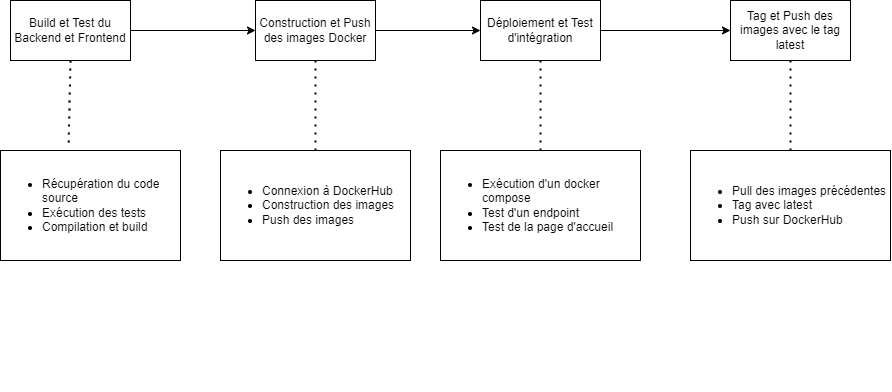 Build et Test du
Backend et Frontend
Construction et Push
des images Docker
Déploiement et Test
d'intégration
Tag et Push des
images avec le tag
latest
Récupération du code
source
Exécution des tests
Compilation et build
Connexion à DockerHub
Construction des images
Push des images
Exécution d'un docker
compose
Test d'un endpoint
Test de la page d'accueil
Pull des images précédentes
Tag avec latest
Push sur DockerHub